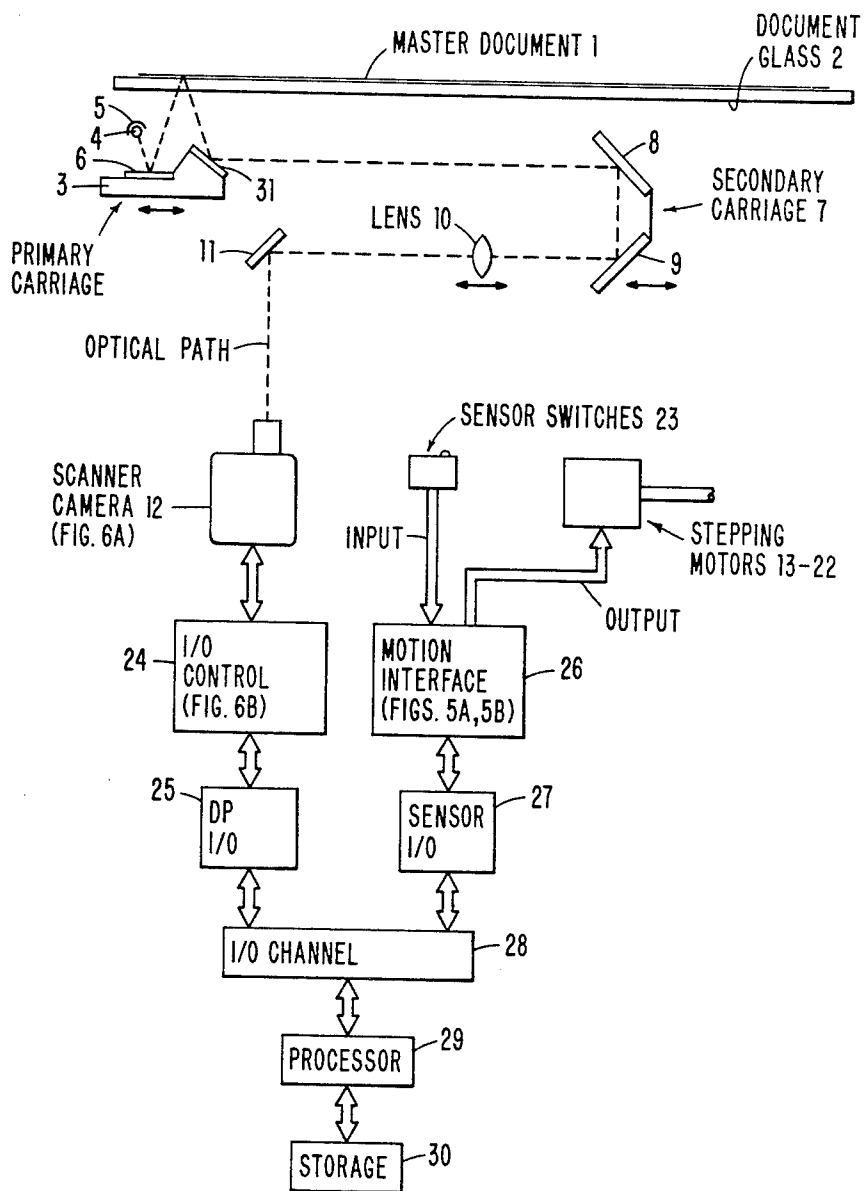 DOCUMENT
GLASS 2
MASTER DOCUMENT 1
5
4
6
3
31
8
SECONDARY
CARRIAGE 7
PRIMARY
CARRIAGE
11
LENS 10
9
OPTICAL PATH
SENSOR SWITCHES 23
SCANNER
CAMERA 12
(FIG. 6A)
INPUT
STEPPING
MOTORS 13-22
OUTPUT
24
I/O
CONTROL
(FIG. 6B)
MOTION
INTERFACE
(FIGS. 5A, 5B)
26
25
DP
I/O
SENSOR
I/O
27
I/O CHANNEL
28
PROCESSOR
29
STORAGE
30